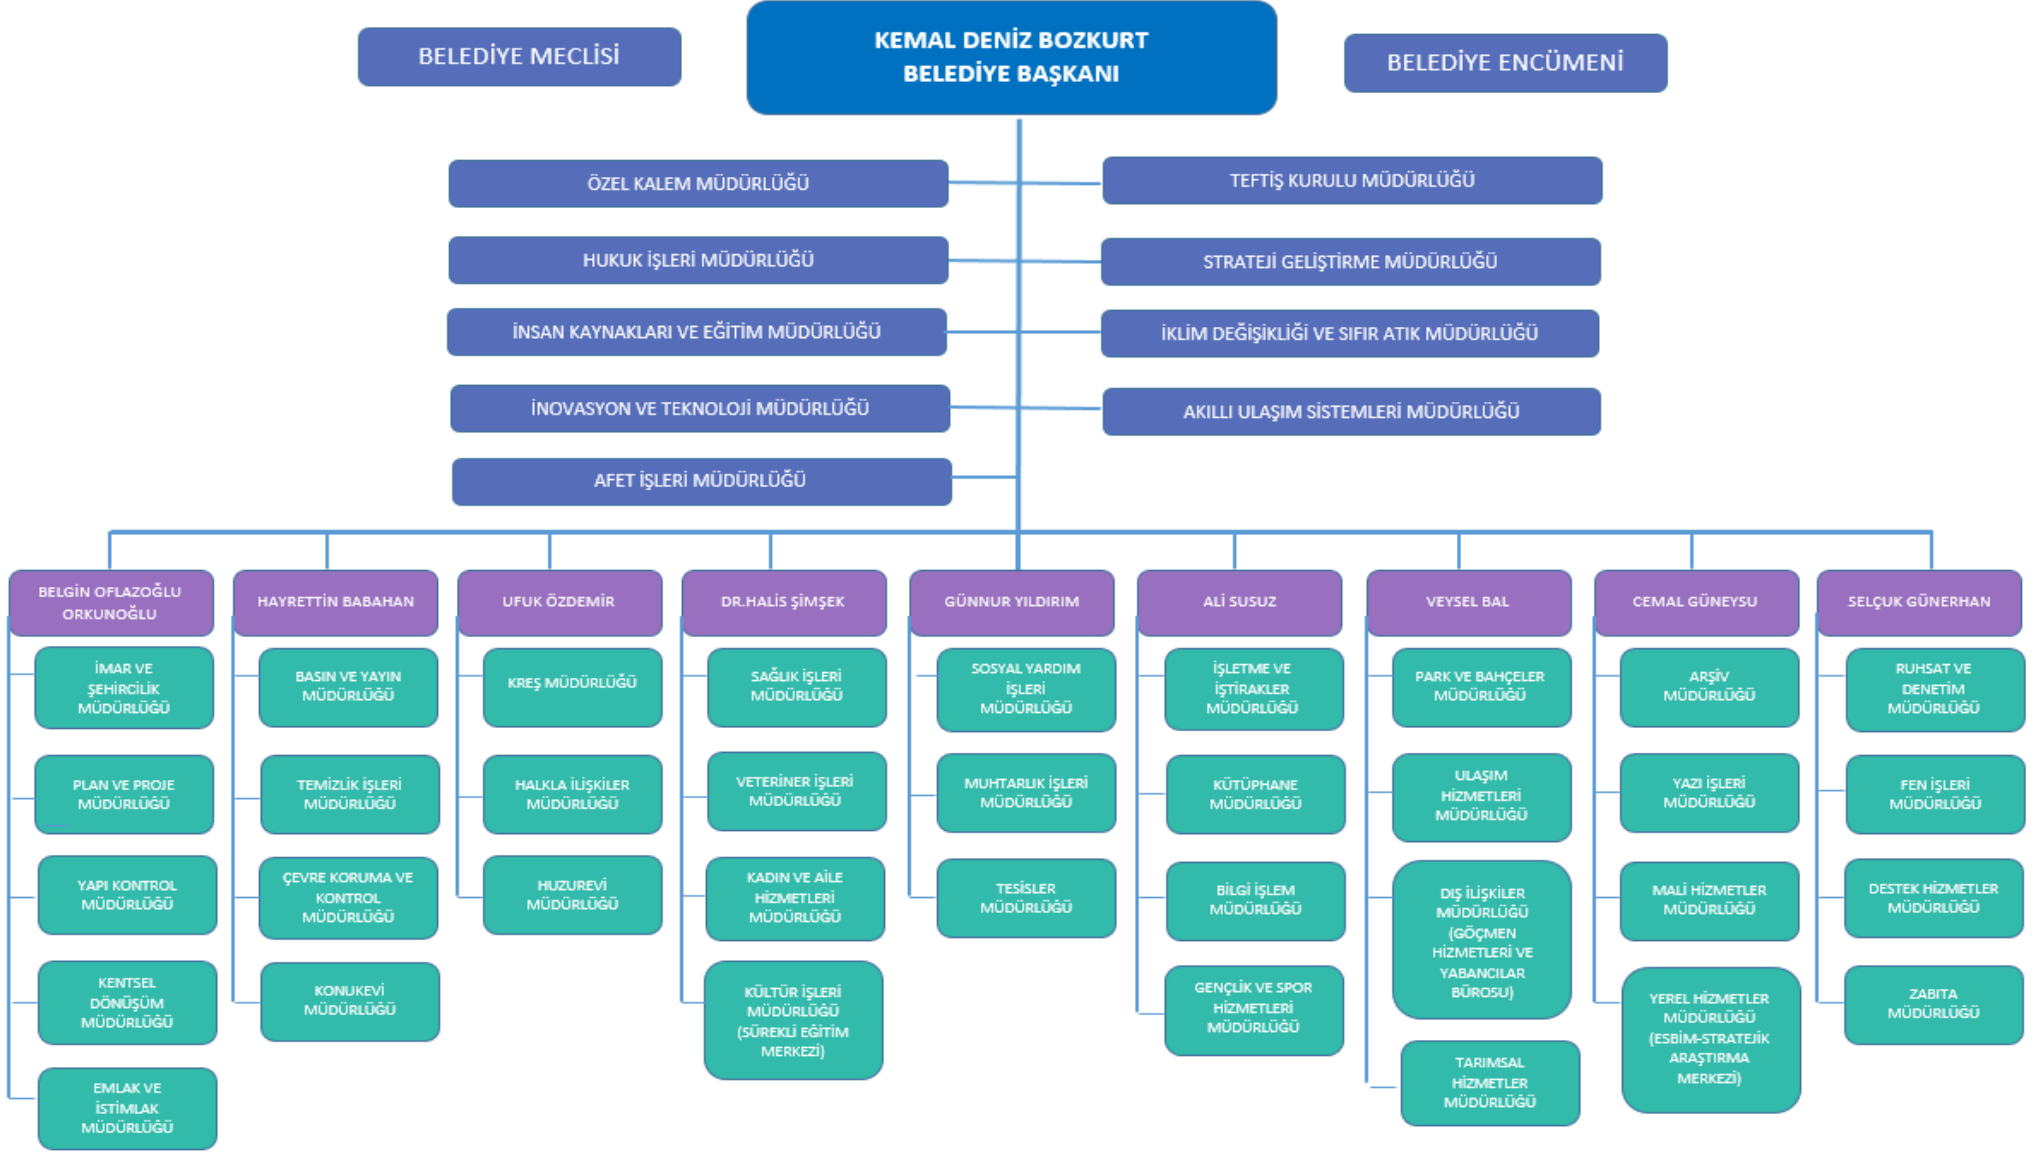 BELEDİYE MECLİSİ
KEMAL DENİZ BOZKURT
BELEDİYE BAŞKANI
BELEDİYE ENCÜMENİ
ÖZEL KALEM MÜDÜRLÜĞÜ
TEFTİŞ KURULU MÜDÜRLÜĞÜ
HUKUK İŞLERİ MÜDÜRLÜĞÜ
STRATEJİ GELİŞTİRME MÜDÜRLÜĞÜ
İNSAN KAYNAKLARI VE EĞİTİM MÜDÜRLÜĞÜ
İKLİM DEĞİŞİKLİĞİ VE SIFIR ATIK MÜDÜRLÜĞÜ
İNOVASYON VE TEKNOLOJİ MÜDÜRLÜĞÜ
AKILLI ULAŞIM SİSTEMLERİ MÜDÜRLÜĞÜ
AFET İŞLERİ MÜDÜRLÜĞÜ
BELGİN OFLAZOĞLU
ORKUNOĞLU
İMAR VE
ŞEHİRCİLİK
MÜDÜRLÜĞÜ
PLAN VE PROJE
MÜDÜRLÜĞÜ
YAPI KONTROL
MÜDÜRLÜĞÜ
KENTSEL
DÖNÜŞÜM
MÜDÜRLÜĞÜ
EMLAK VE
İSTİMLAK
MÜDÜRLÜĞÜ
HAYRETTİN BABAHAN
BASIN VE YAYIN
MÜDÜRLÜĞÜ
TEMİZLİK İŞLERİ
MÜDÜRLÜĞÜ
ÇEVRE KORUMA VE
KONTROL
MÜDÜRLÜĞÜ
KONUKEVİ
MÜDÜRLÜĞÜ
UFUK ÖZDEMİR
KREŞ MÜDÜRLÜĞÜ
HALKLA İLİŞKİLER
MÜDÜRLÜĞÜ
HUZUREVİ
MÜDÜRLÜĞÜ
DR.HALİS ŞİMŞEK
SAĞLIK İŞLERİ
MÜDÜRLÜĞÜ
VETERİNER İŞLERİ
MÜDÜRLÜĞÜ
KADIN VE AİLE
HİZMETLERİ
MÜDÜRLÜĞÜ
KÜLTÜR İŞLERİ
MÜDÜRLÜĞÜ
(SÜREKLİ EĞİTİM
MERKEZİ)
GÜNNUR YILDIRIM
SOSYAL YARDIM
İŞLERİ
MÜDÜRLÜĞÜ
MUHTARLIK İŞLERİ
MÜDÜRLÜĞÜ
TESİSLER
MÜDÜRLÜĞÜ
ALİ SUSUZ
İŞLETME VE
İŞTİRAKLER
MÜDÜRLÜĞÜ
KÜTÜPHANE
MÜDÜRLÜĞÜ
BİLGİ İŞLEM
MÜDÜRLÜĞÜ
GENÇLİK VE SPOR
HİZMETLERİ
MÜDÜRLÜĞÜ
VEYSEL BAL
PARK VE BAHÇELER
MÜDÜRLÜĞÜ
ULAŞIM
HİZMETLERİ
MÜDÜRLÜĞÜ
DIŞ İLİŞKİLER
MÜDÜRLÜĞÜ
(GÖÇMEN
HİZMETLERİ VE
YABANCILAR
BÜROSU)
TARIMSAL
HİZMETLER
MÜDÜRLÜĞÜ
CEMAL GÜNEYSU
ARŞİV
MÜDÜRLÜĞÜ
YAZI İŞLERİ
MÜDÜRLÜĞÜ
MALİ HİZMETLER
MÜDÜRLÜĞÜ
YEREL HİZMETLER
MÜDÜRLÜĞÜ
(ESBİM-STRATEJİK
ARAŞTIRMA
MERKEZİ)
SELÇUK GÜNERHAN
RUHSAT VE
DENETİM
MÜDÜRLÜĞÜ
FEN İŞLERİ
MÜDÜRLÜĞÜ
DESTEK HİZMETLER
MÜDÜRLÜĞÜ
ZABITA
MÜDÜRLÜĞÜ